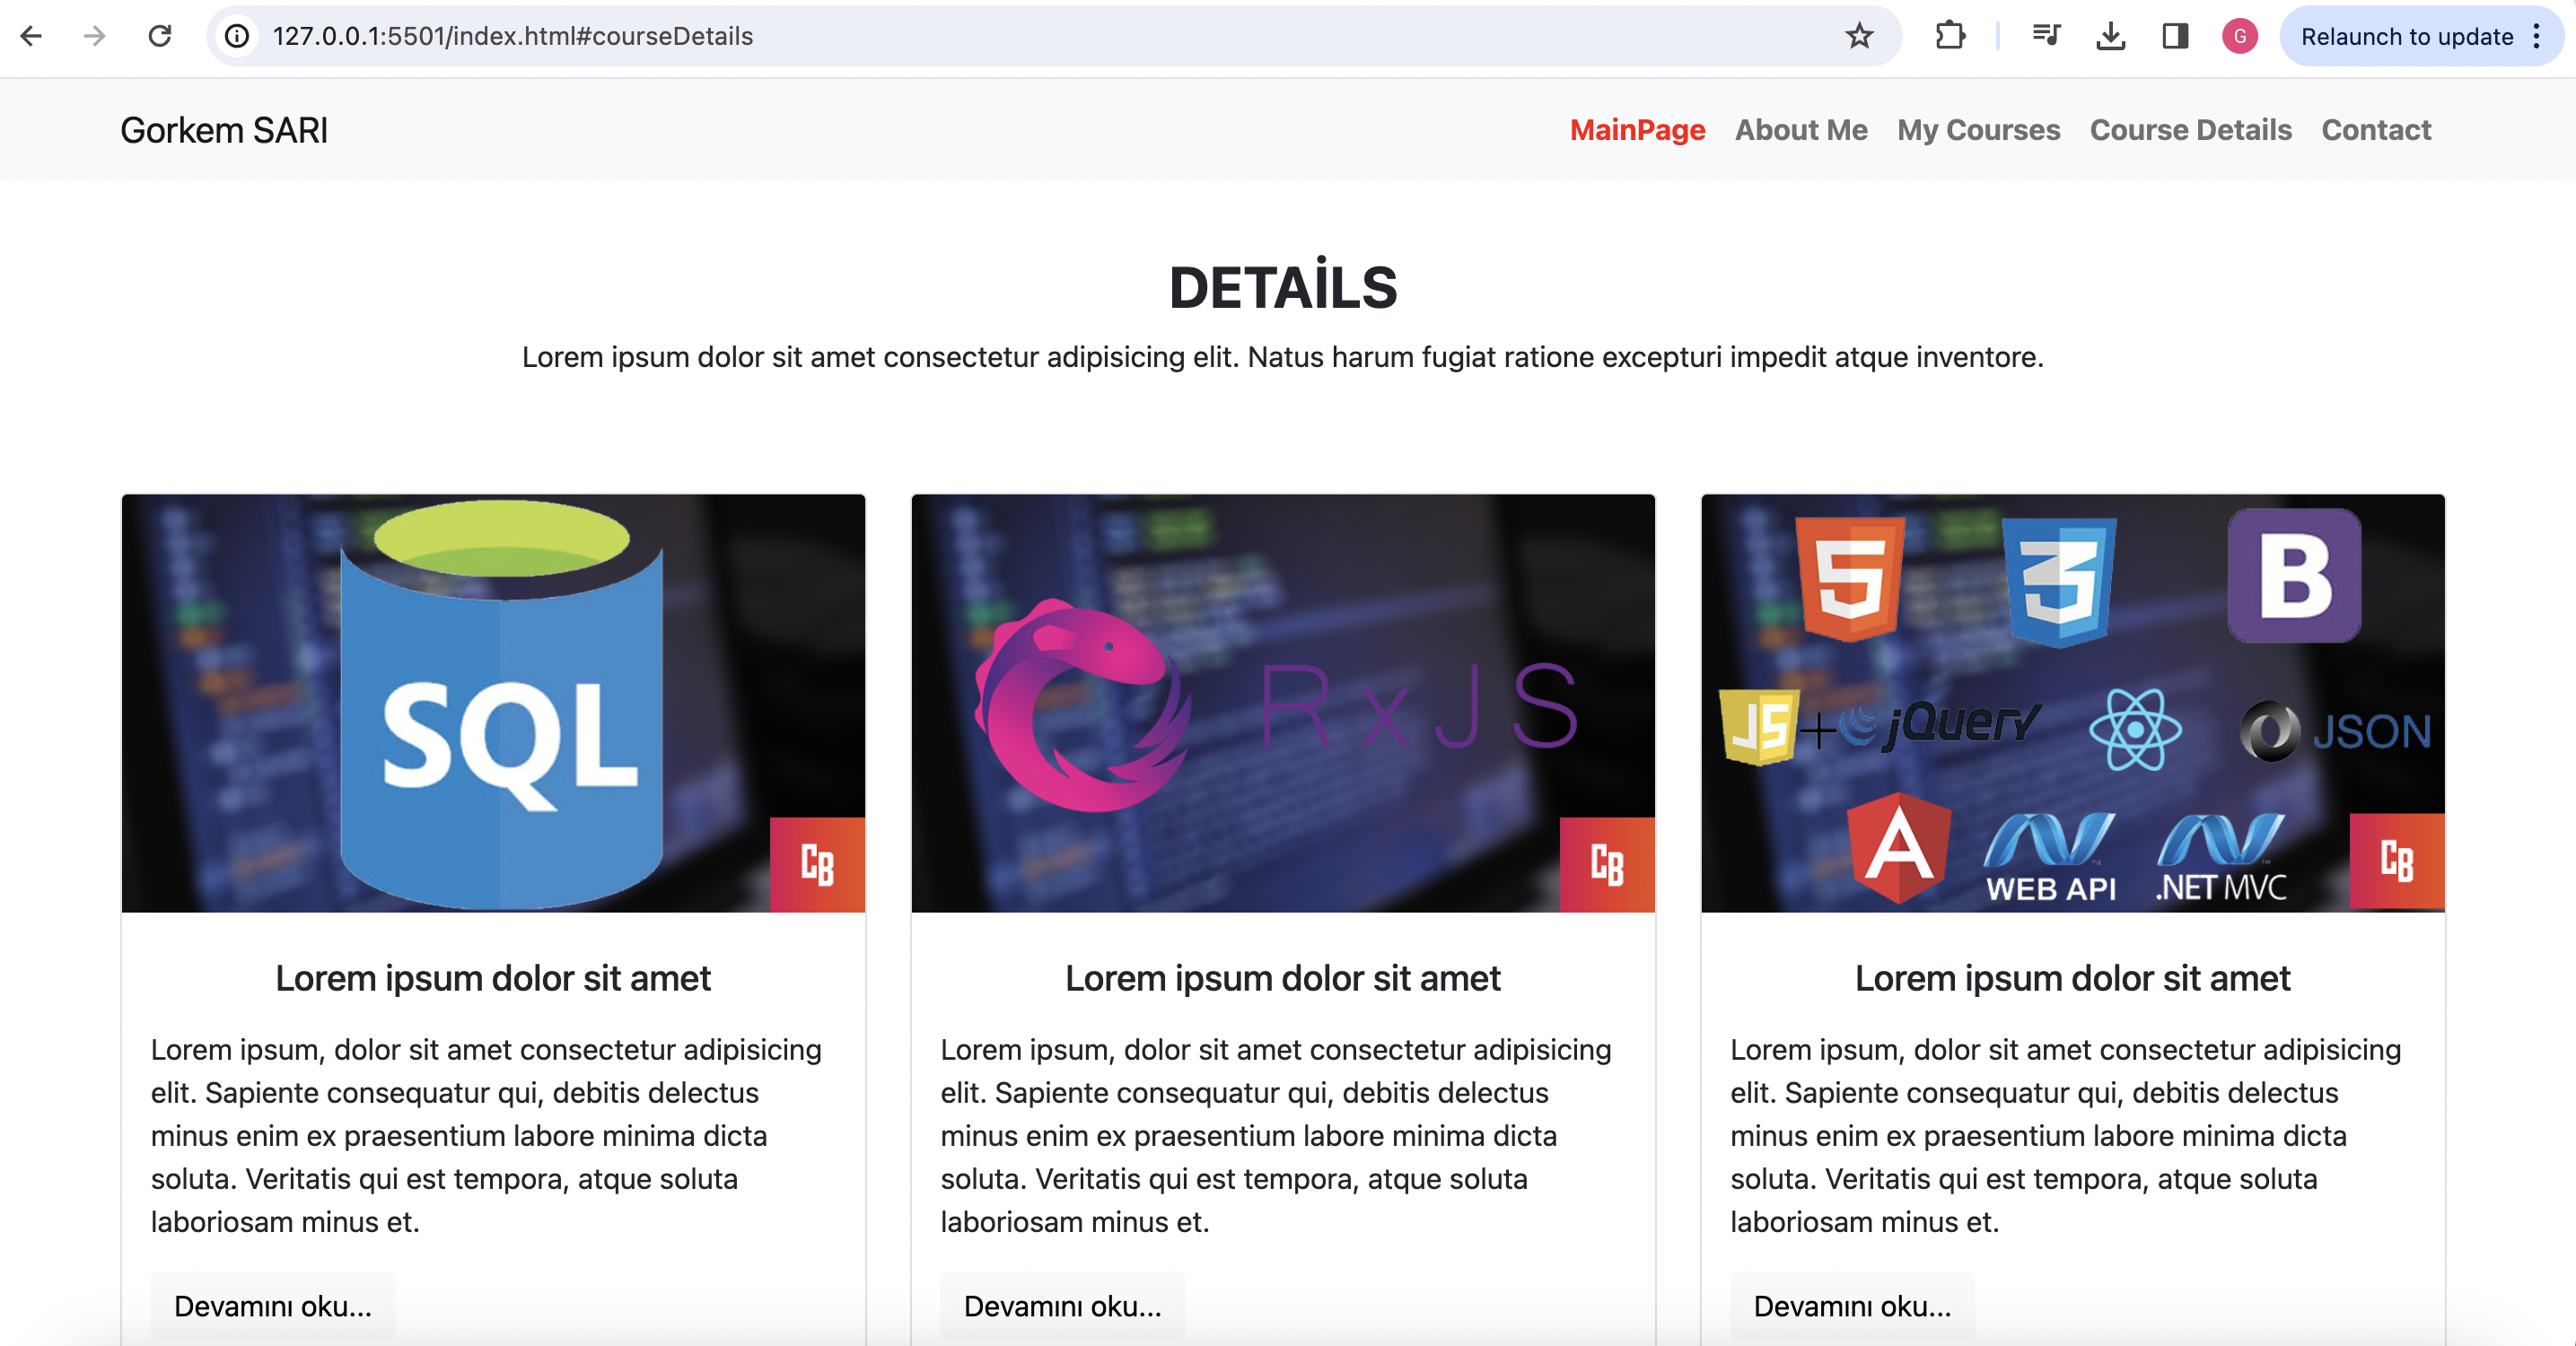 127.0.0.1:5501/index.html#courseDetails
G
Relaunch to update
Gorkem SARI
MainPage About Me My Courses Course Details Contact
DETAİLS
Lorem ipsum dolor sit amet consectetur adipisicing elit. Natus harum fugiat ratione excepturi impedit atque inventore.
SQL
CB
Lorem ipsum dolor sit amet
Lorem ipsum, dolor sit amet consectetur adipisicing
elit. Sapiente consequatur qui, debitis delectus
minus enim ex praesentium labore minima dicta
soluta. Veritatis qui est tempora, atque soluta
laboriosam minus et.
Devamını oku...
RxJS
CB
Lorem ipsum dolor sit amet
Lorem ipsum, dolor sit amet consectetur adipisicing
elit. Sapiente consequatur qui, debitis delectus
minus enim ex praesentium labore minima dicta
soluta. Veritatis qui est tempora, atque soluta
laboriosam minus et.
Devamını oku...
5 3 B
JS + jQuery JSON
A WEB API .NET MVC
CB
Lorem ipsum dolor sit amet
Lorem ipsum, dolor sit amet consectetur adipisicing
elit. Sapiente consequatur qui, debitis delectus
minus enim ex praesentium labore minima dicta
soluta. Veritatis qui est tempora, atque soluta
laboriosam minus et.
Devamını oku...